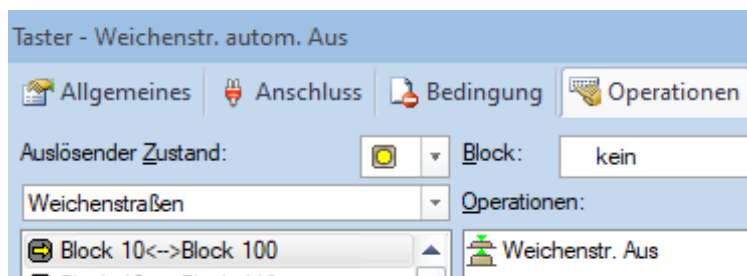 Taster - Weichenstr. autom. Aus
Allgemeines Anschluss Bedingung Operationen
Auslösender Zustand: Block: kein
Weichenstraßen Operationen:
Block 10<-->Block 100 Weichenstr. Aus